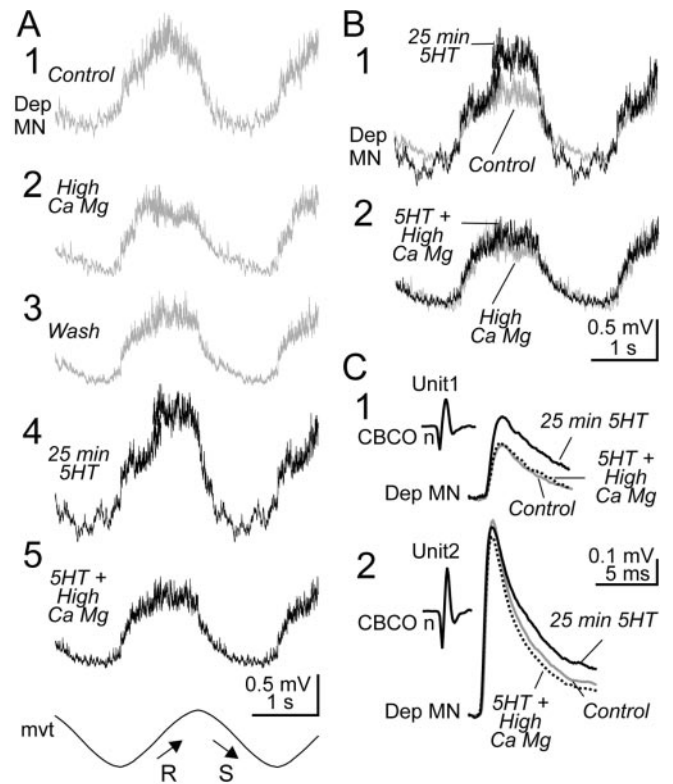 A
1
Control
Dep
MN
2
High
Ca Mg
3
Wash
4
25 min
5HT
5
5HT +
High
Ca Mg
0.5 mV
1 s
mvt
R
S
B
1
25 min
5HT
Dep
MN
Control
2
5HT +
High
Ca Mg
High
Ca Mg
0.5 mV
1 s
C
1
Unit1
CBCO n
25 min 5HT
5HT +
High
Ca Mg
Control
Dep MN
2
Unit2
0.1 mV
5 ms
CBCO n
25 min 5HT
Dep MN
5HT +
High
Ca Mg
Control